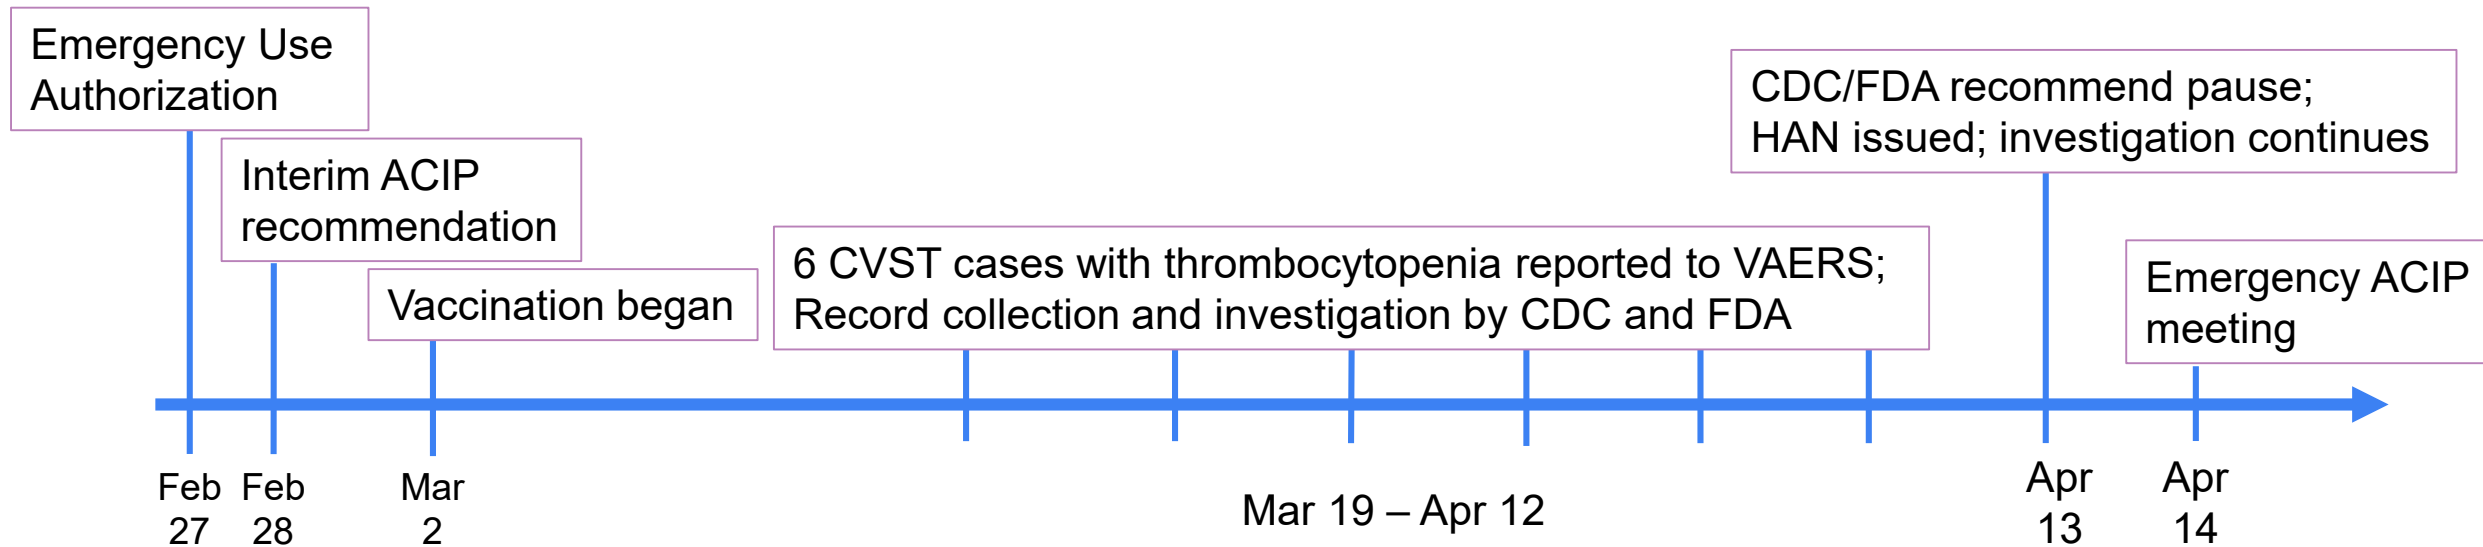 Emergency Use
Authorization
Interim ACIP
recommendation
Vaccination began
6 CVST cases with thrombocytopenia reported to VAERS;
Record collection and investigation by CDC and FDA
CDC/FDA recommend pause;
HAN issued; investigation continues
Emergency ACIP
meeting
Feb
27
Feb
28
Mar
2
Mar 19 – Apr 12
Apr
13
Apr
14